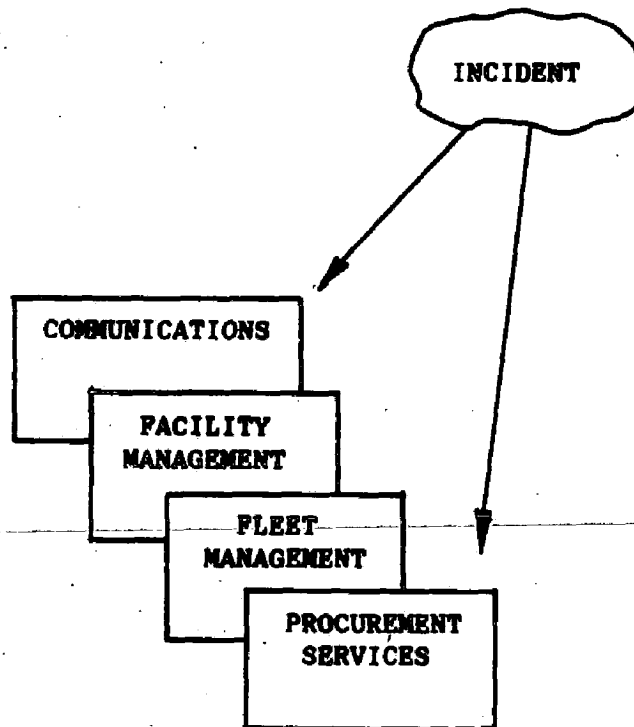 INCIDENT
COMMUNICATIONS
FACILITY
MANAGEMENT
FLEET
MANAGEMENT
PROCUREMENT
SERVICES